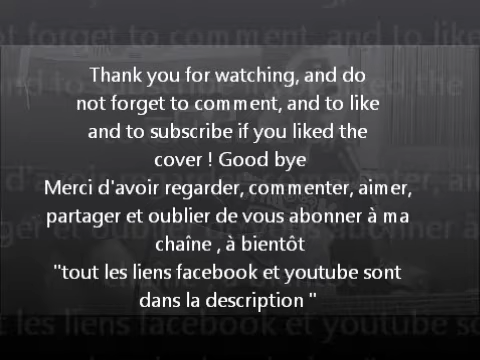 Thank you for watching, and do
not forget to comment, and to like
and to subscribe if you liked the
cover ! Good bye
Merci d'avoir regarder, commenter, aimer,
partager et oublier de vous abonner à ma
chaîne , à bientôt
"tout les liens facebook et youtube sont
dans la description "